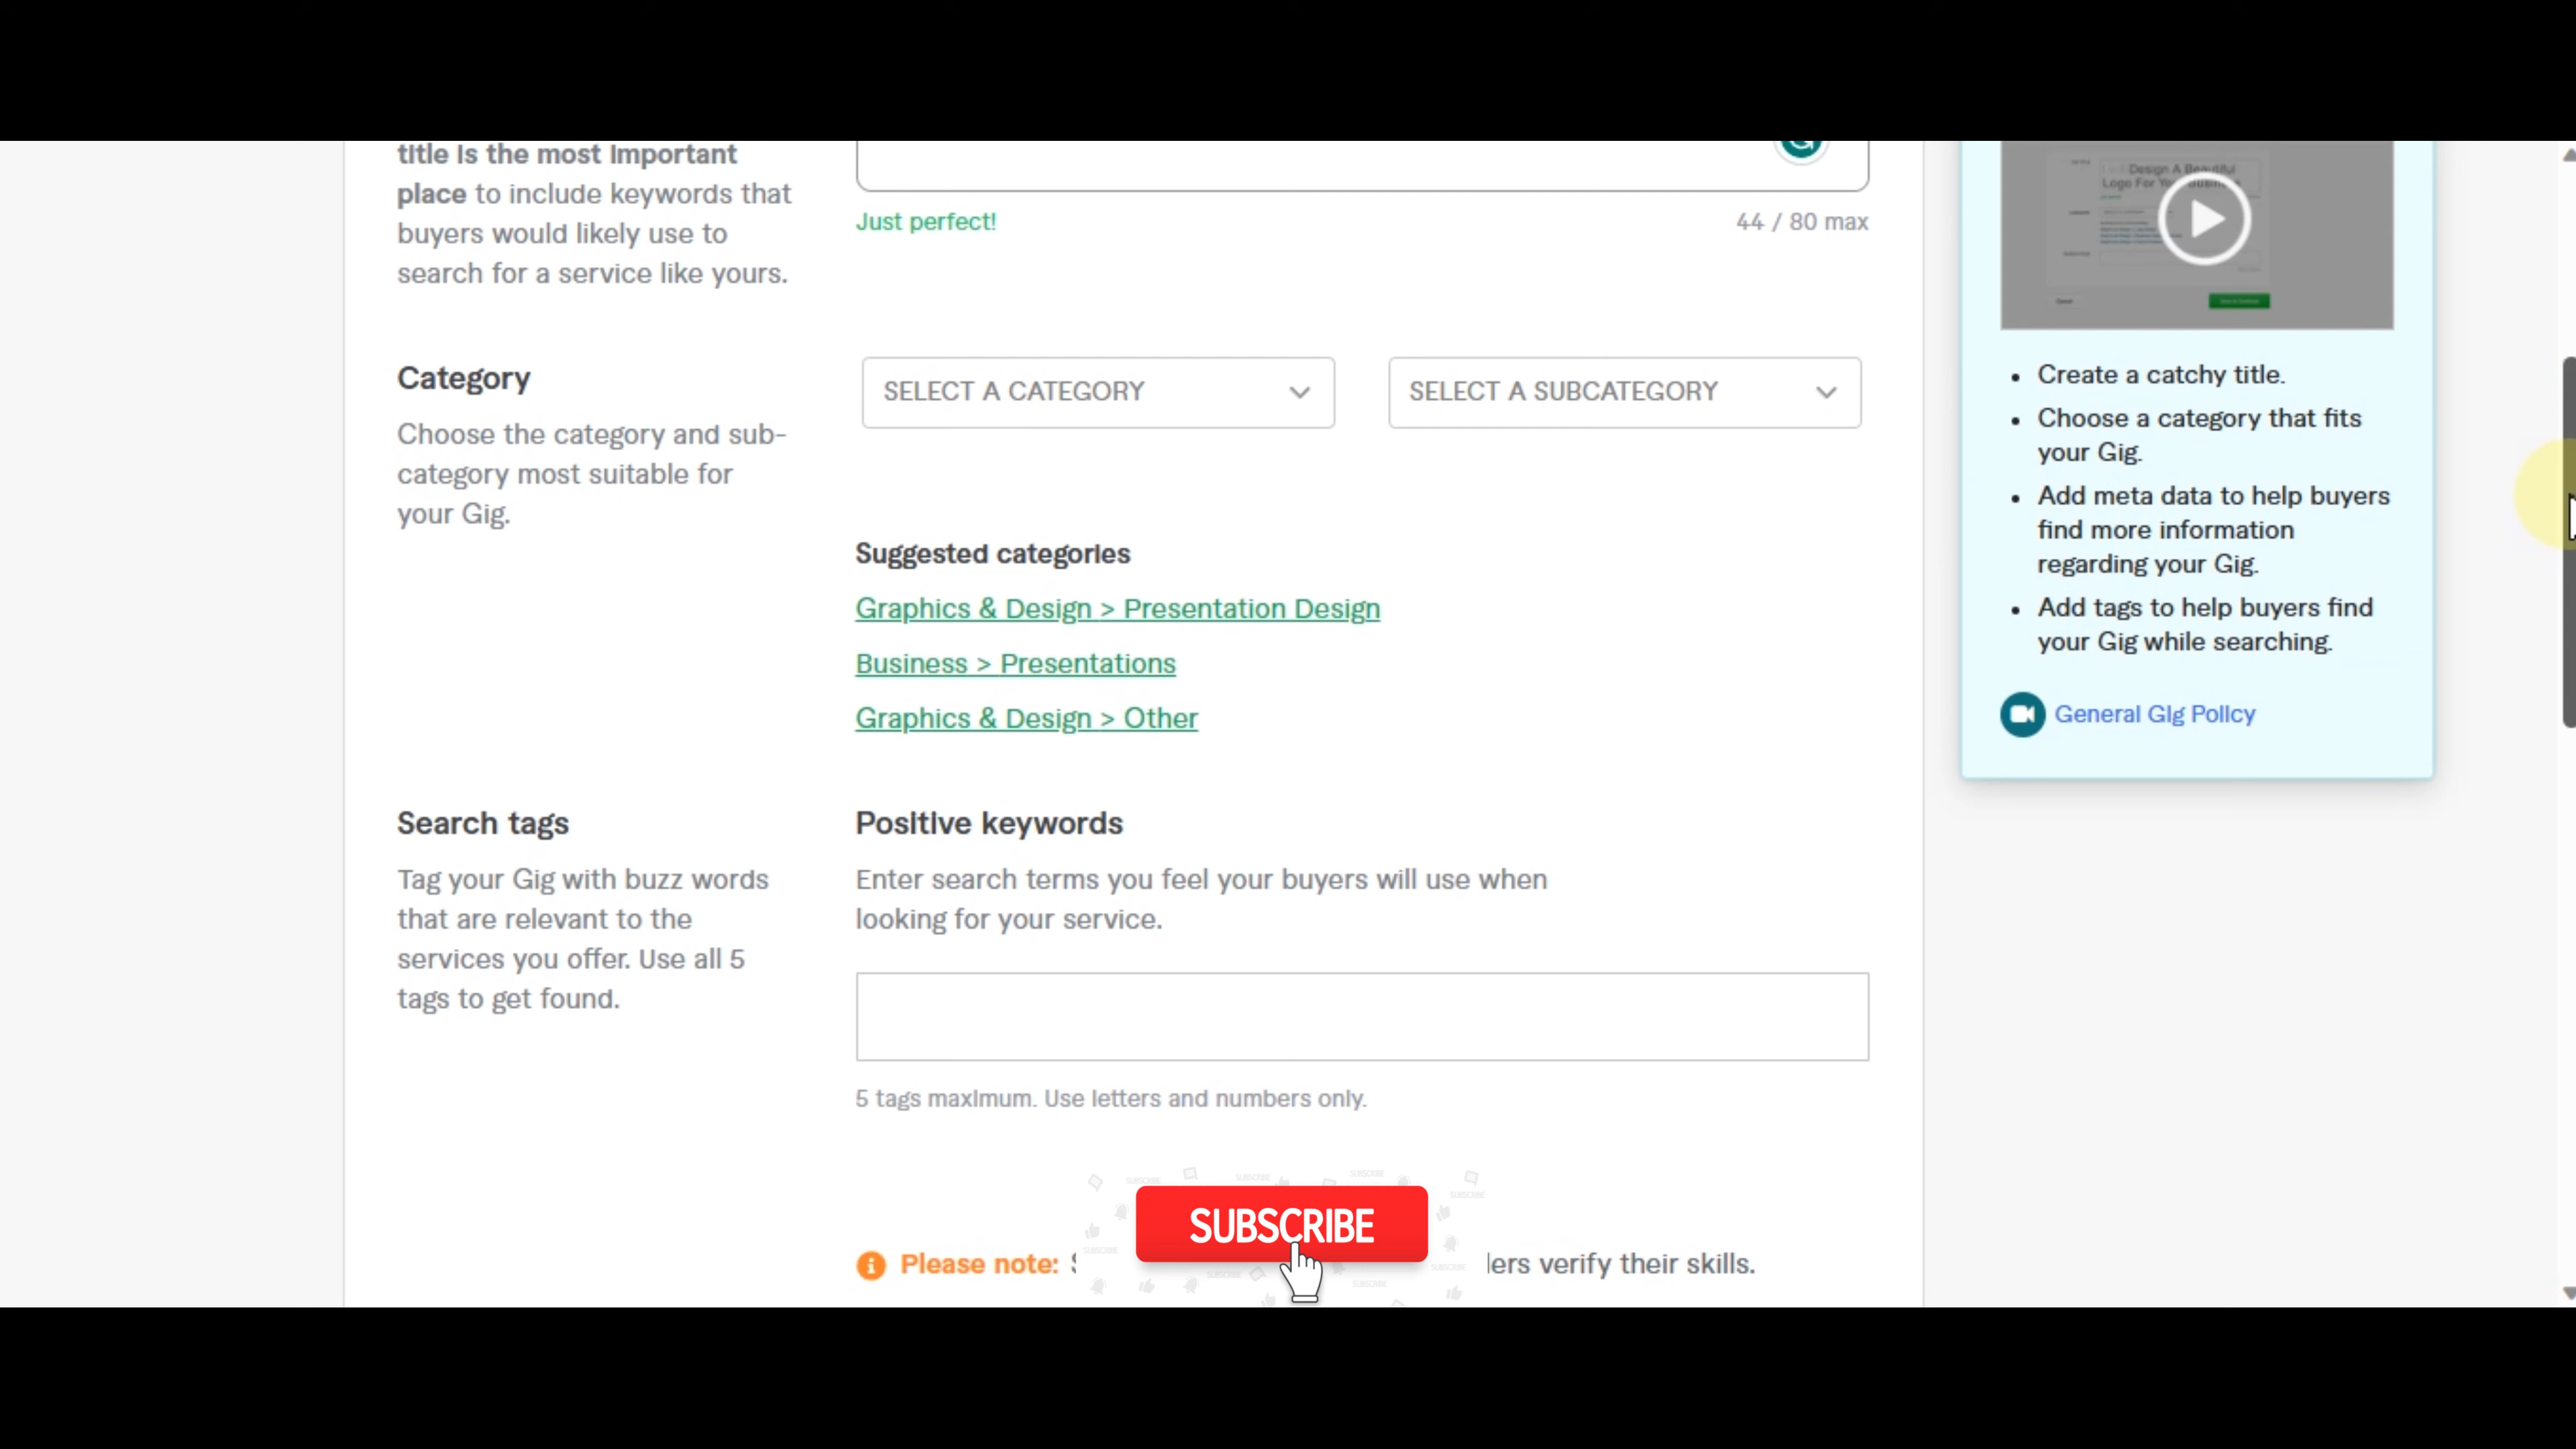 title is the most important
place to include keywords that
buyers would likely use to
search for a service like yours.
Just perfect!
44 / 80 max
Category
Choose the category and sub-
category most suitable for
your Gig.
SELECT A CATEGORY
SELECT A SUBCATEGORY
Suggested categories
Graphics & Design > Presentation Design
Business > Presentations
Graphics & Design > Other
Search tags
Tag your Gig with buzz words
that are relevant to the
services you offer. Use all 5
tags to get found.
Positive keywords
Enter search terms you feel your buyers will use when
looking for your service.
5 tags maximum. Use letters and numbers only.
Please note:
verify their skills.
SUBSCRIBE
Design A Beautiful
Logo For
• Create a catchy title.
• Choose a category that fits
your Gig.
• Add meta data to help buyers
find more information
regarding your Gig.
• Add tags to help buyers find
your Gig while searching.
General Gig Policy